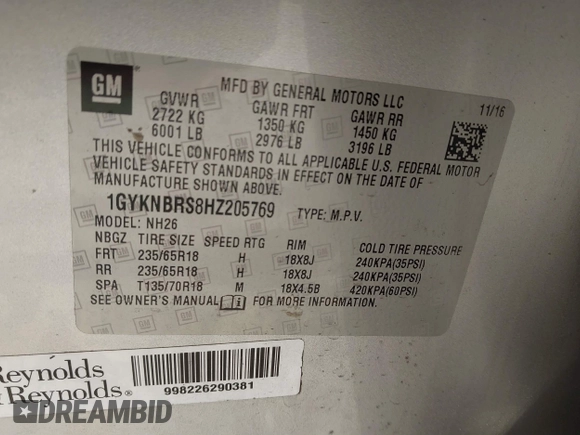 GM
MFD BY GENERAL MOTORS LLC
GVWR GAWR FRT GAWR RR 11/16
2722 KG 1350 KG 1450 KG
6001 LB 2976 LB 3196 LB
THIS VEHICLE CONFORMS TO ALL APPLICABLE U.S. FEDERAL MOTOR
VEHICLE SAFETY STANDARDS IN EFFECT ON THE DATE OF
MANUFACTURE SHOWN ABOVE.
1GYKNBRS8HZ205769 TYPE: M.P.V.
MODEL: NH26
NBGZ TIRE SIZE SPEED RTG RIM COLD TIRE PRESSURE
FRT 235/65R18 H 18X8J 240KPA(35PSI)
RR 235/65R18 H 18X8J 240KPA(35PSI)
SPA T135/70R18 M 18X4.5B 420KPA(60PSI)
SEE OWNER'S MANUAL FOR MORE INFORMATION.
Reynolds
Reynolds®
998226290381
DREAMBID